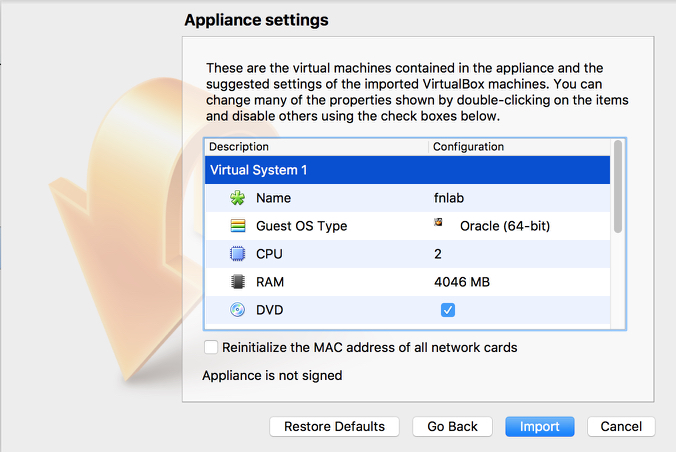 Appliance settings
These are the virtual machines contained in the appliance and the
suggested settings of the imported VirtualBox machines. You can
change many of the properties shown by double-clicking on the items
and disable others using the check boxes below.
Description Configuration
Virtual System 1
Name fnlab
Guest OS Type Oracle (64-bit)
CPU 2
RAM 4046 MB
DVD
Reinitialize the MAC address of all network cards
Appliance is not signed
Restore Defaults Go Back Import Cancel